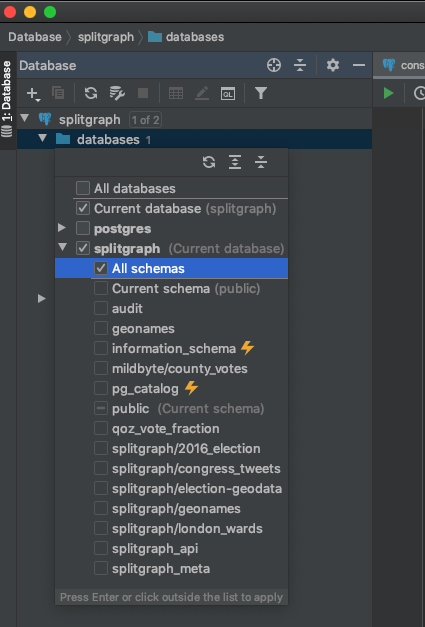 Database splitgraph databases
1: Database
Database
cons
QL
splitgraph 1 of 2
databases 1
All databases
Current database (splitgraph)
postgres
splitgraph (Current database)
All schemas
Current schema (public)
audit
geonames
information_schema
mildbyte/county_votes
pg_catalog
public (Current schema)
qoz_vote_fraction
splitgraph/2016_election
splitgraph/congress_tweets
splitgraph/election-geodata
splitgraph/geonames
splitgraph/london_wards
splitgraph_api
splitgraph_meta
Press Enter or click outside the list to apply